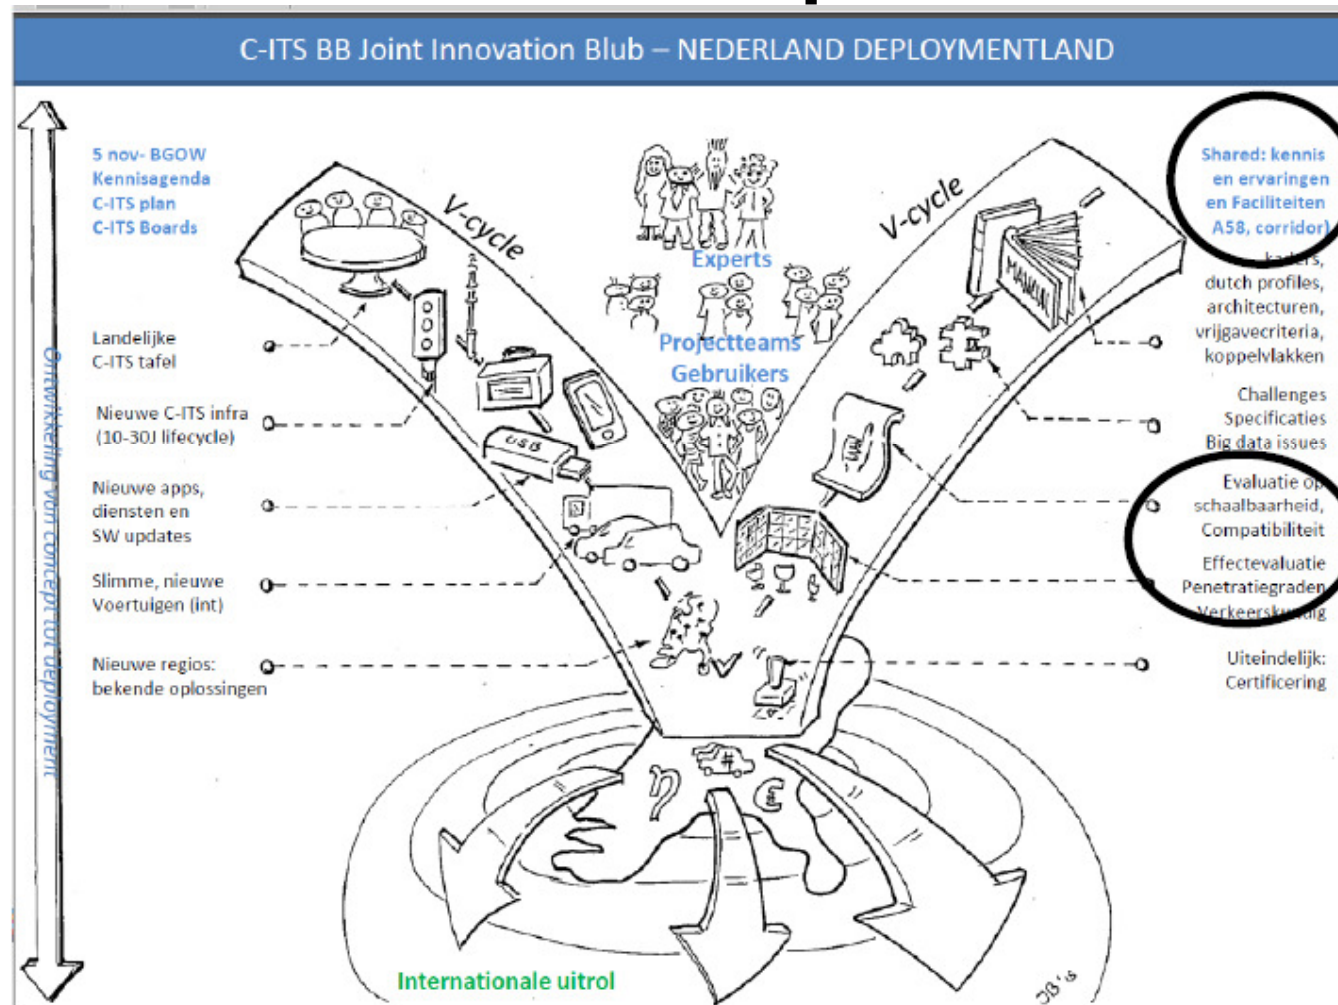 C-ITS BB Joint Innovation Blub – NEDERLAND DEPLOYMENTLAND
5 nov- BGOW
Kennisagenda
C-ITS plan
C-ITS Boards
Landelijke
C-ITS tafel
Nieuwe C-ITS infra
(10-30J lifecycle)
Nieuwe apps,
diensten en
SW updates
Slimme, nieuwe
Voertuigen (int)
Nieuwe regios:
bekende oplossingen
Ontwikkeling van concept tot deployment
V-cycle
USB
Experts
Projectteams
Gebruikers
V-cycle
MANUAL
Shared: kennis
en ervaringen
en Faciliteiten
A58, corridor)
kaders,
dutch profiles,
architecturen,
vrijgavecriteria,
koppelvlakken
Challenges
Specificaties
Big data issues
Evaluatie op
schaalbaarheid,
Compatibiliteit
Effectevaluatie
Penetratiegraden
Verkeerskundig
Uiteindelijk:
Certificering
#
Internationale uitrol